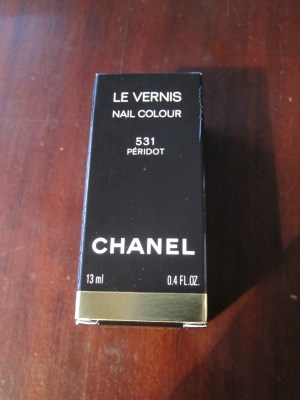 LE VERNIS
NAIL COLOUR
531
PÉRIDOT
CHANEL
13 ml 0.4 FL.OZ.